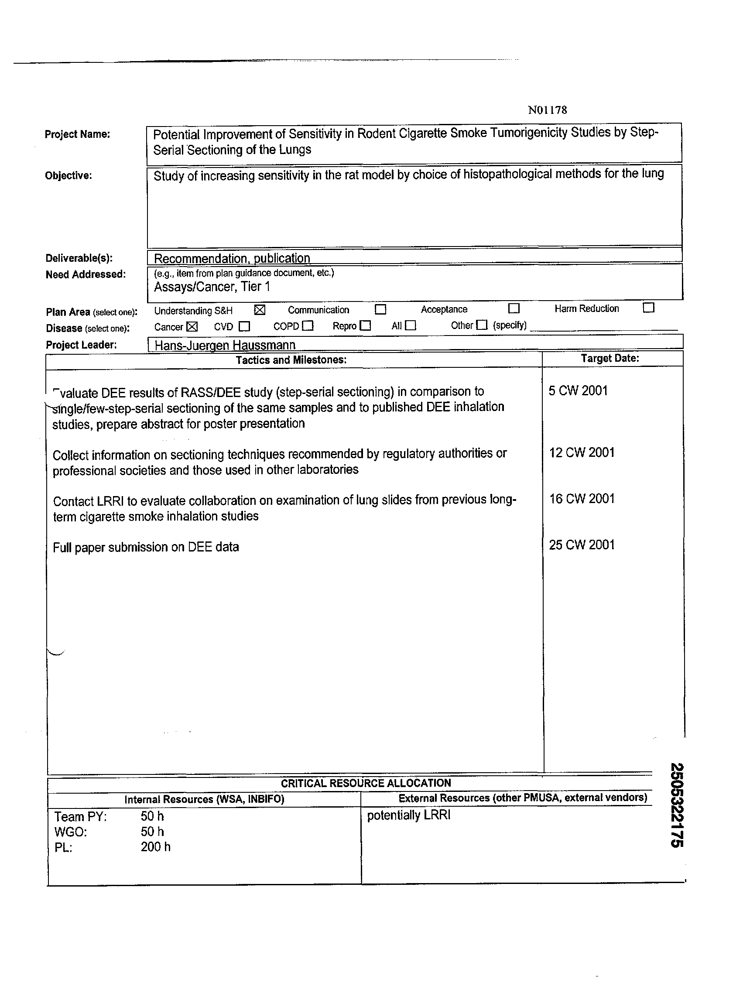 N01178
Project Name: Potential Improvement of Sensitivity in Rodent Cigarette Smoke Tumorigenicity Studies by Step-
Serial Sectioning of the Lungs
Objective: Study of increasing sensitivity in the rat model by choice of histopathological methods for the lung
Deliverable(s): Recommendation, publication
Need Addressed: (e.g., item from plan guidance document, etc.)
Assays/Cancer, Tier 1
Plan Area (select one): Understanding S&H ☒ Communication ☐ Acceptance ☐ Harm Reduction ☐
Disease (select one): Cancer ☒ CVD ☐ COPD ☐ Repro ☐ All ☐ Other ☐ (specify)
Project Leader: Hans-Juergen Haussmann
Tactics and Milestones: Target Date:
Evaluate DEE results of RASS/DEE study (step-serial sectioning) in comparison to 5 CW 2001
single/few-step-serial sectioning of the same samples and to published DEE inhalation
studies, prepare abstract for poster presentation
Collect information on sectioning techniques recommended by regulatory authorities or 12 CW 2001
professional societies and those used in other laboratories
Contact LRRI to evaluate collaboration on examination of lung slides from previous long- 16 CW 2001
term cigarette smoke inhalation studies
Full paper submission on DEE data 25 CW 2001
CRITICAL RESOURCE ALLOCATION
Internal Resources (WSA, INBIFO) External Resources (other PMUSA, external vendors)
Team PY: 50 h potentially LRRI
WGO: 50 h
PL: 200 h
2505322175